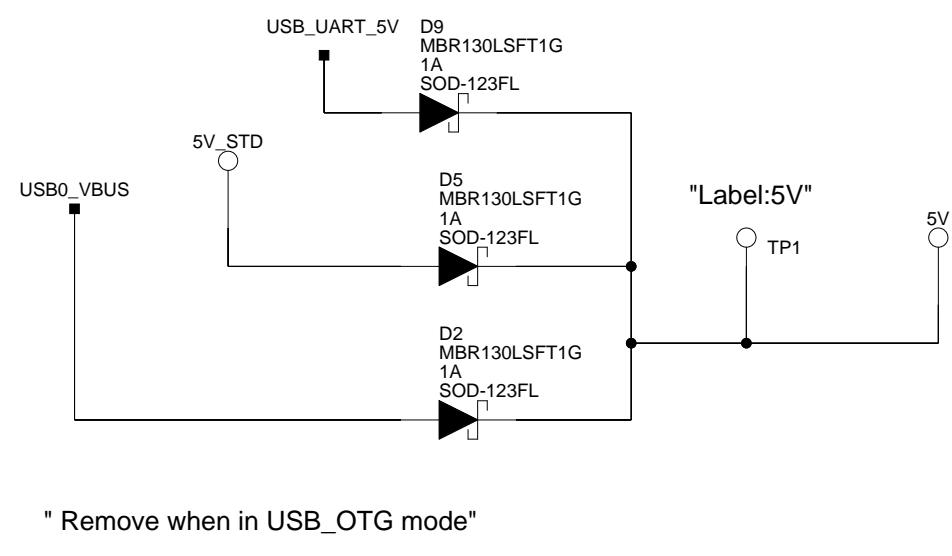 USB_UART_5V
D9
MBR130LSFT1G
1A
SOD-123FL
5V_STD
USB0_VBUS
D5
MBR130LSFT1G
1A
SOD-123FL
"Label:5V"
TP1
5V
D2
MBR130LSFT1G
1A
SOD-123FL
" Remove when in USB_OTG mode"